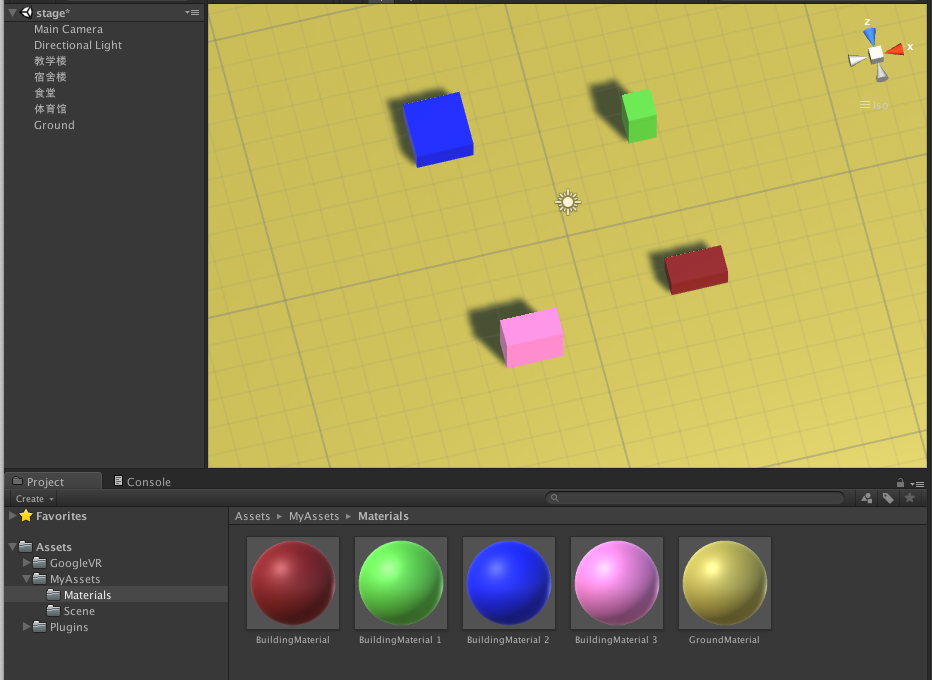 stage*
Main Camera
Directional Light
教学楼
宿舍楼
食堂
体育馆
Ground
z
x
Iso
Project
Console
Create
Favorites
Assets ▸ MyAssets ▸ Materials
Assets
GoogleVR
MyAssets
Materials
Scene
Plugins
BuildingMaterial
BuildingMaterial 1
BuildingMaterial 2
BuildingMaterial 3
GroundMaterial